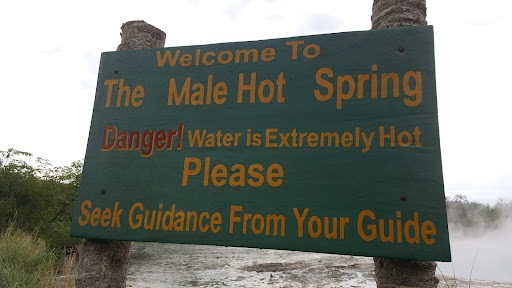 Welcome To
The Male Hot Spring
Danger! Water is Extremely Hot
Please
Seek Guidance From Your Guide